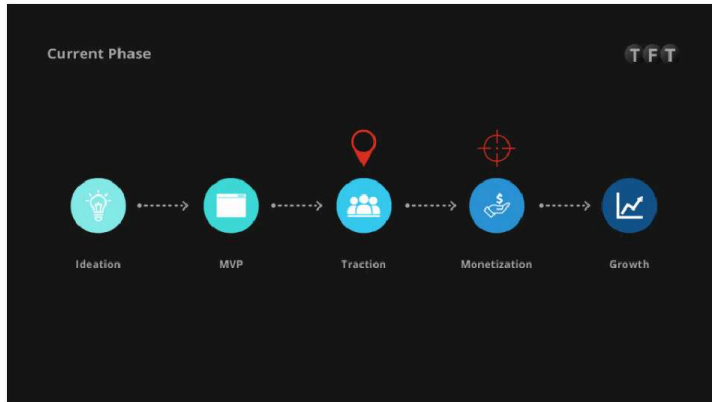 Current Phase
TFT
$
Ideation
MVP
Traction
Monetization
Growth